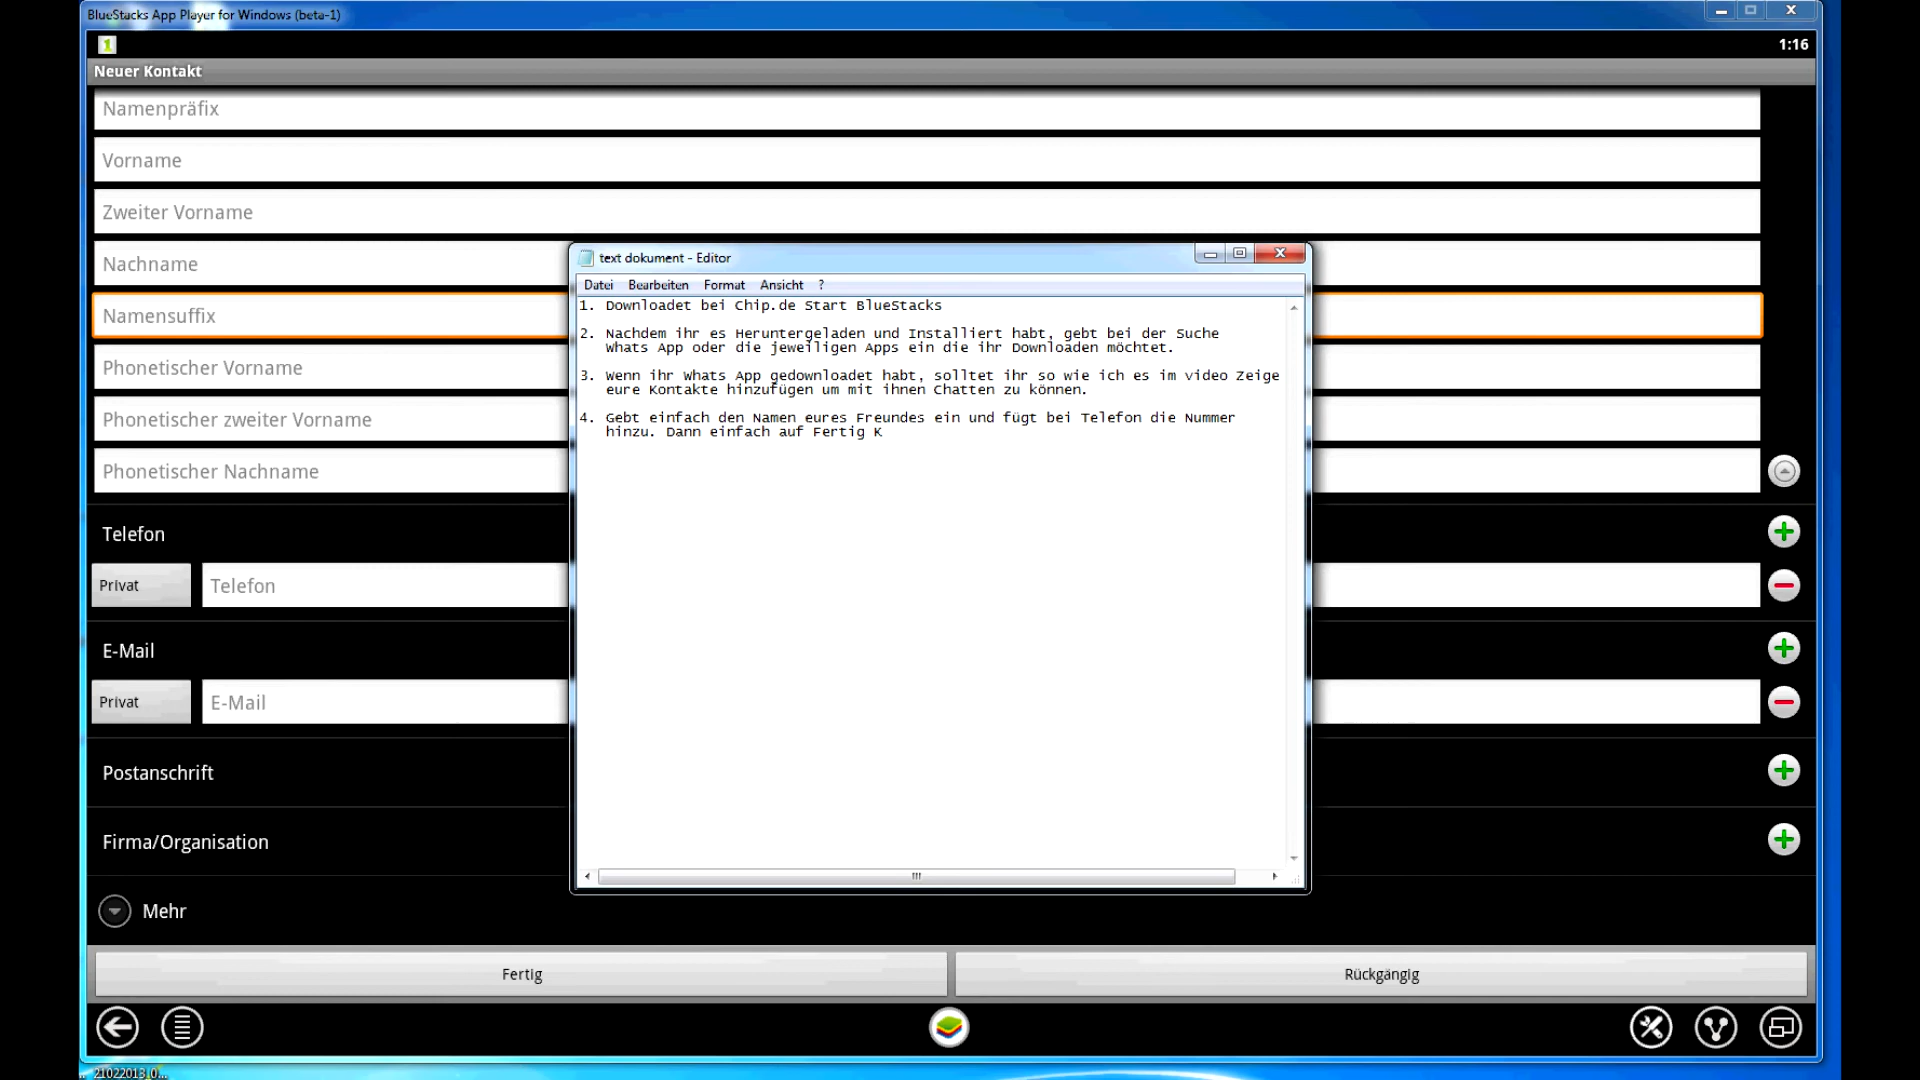 BlueStacks App Player for Windows (beta-1)
1
1:16
Neuer Kontakt
Namenpräfix
Vorname
Zweiter Vorname
Nachname
Namensuffix
Phonetischer Vorname
Phonetischer zweiter Vorname
Phonetischer Nachname
Telefon
Privat
Telefon
E-Mail
Privat
E-Mail
Postanschrift
Firma/Organisation
Mehr
Fertig
Rückgängig
text dokument - Editor
Datei Bearbeiten Format Ansicht ?
1. Downloadet bei Chip.de Start BlueStacks
2. Nachdem ihr es Heruntergeladen und Installiert habt, gebt bei der Suche
Whats App oder die jeweiligen Apps ein die ihr Downloaden möchtet.
3. Wenn ihr Whats App gedownloadet habt, solltet ihr so wie ich es im video Zeige
eure Kontakte hinzufügen um mit ihnen Chatten zu können.
4. Gebt einfach den Namen eures Freundes ein und fügt bei Telefon die Nummer
hinzu. Dann einfach auf Fertig K
21022013_0...